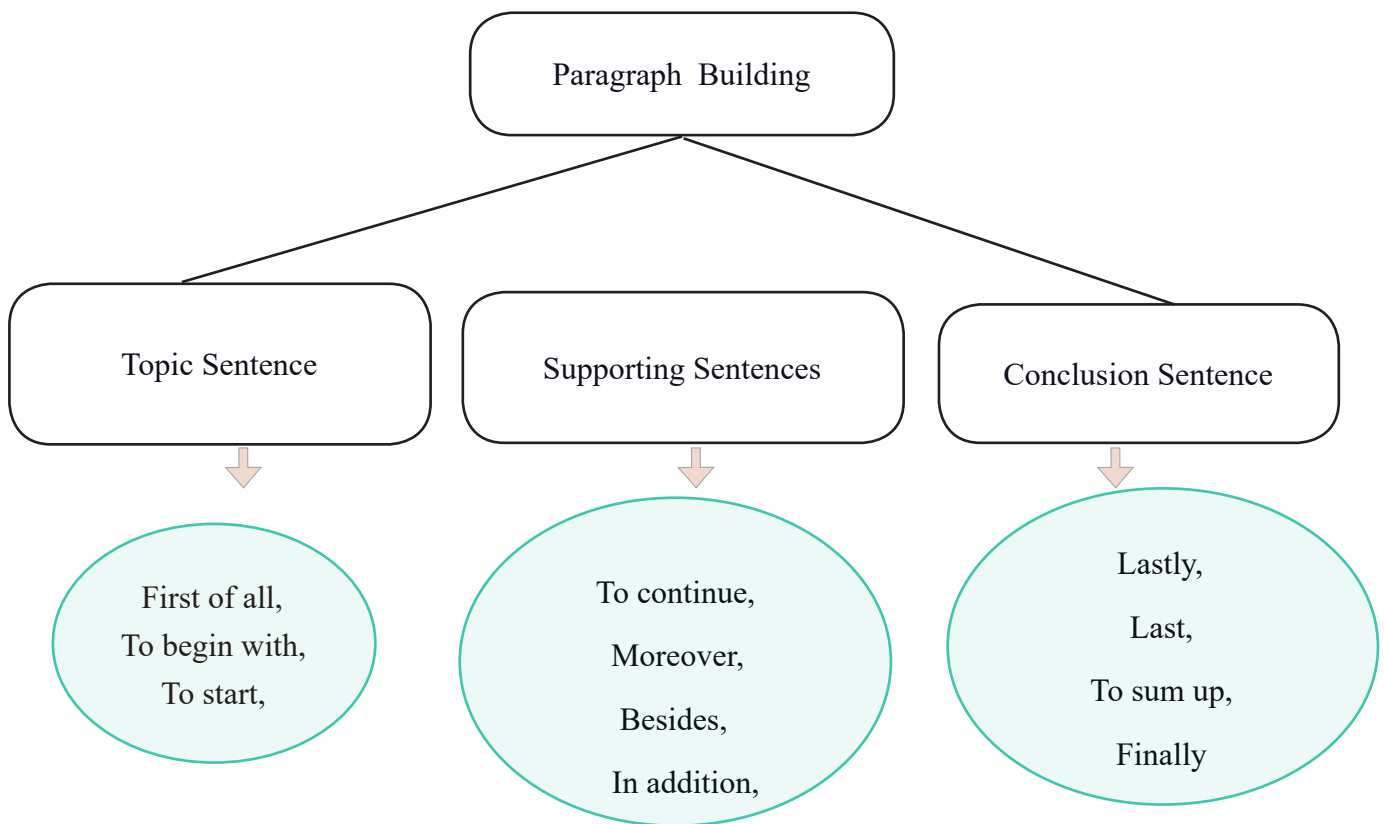 Paragraph  Building
Topic Sentence
Supporting Sentences
Conclusion Sentence
First of all,
To begin with,
To start,
To continue,
Moreover,
Besides,
In addition,
Lastly,
Last,
To sum up,
Finally